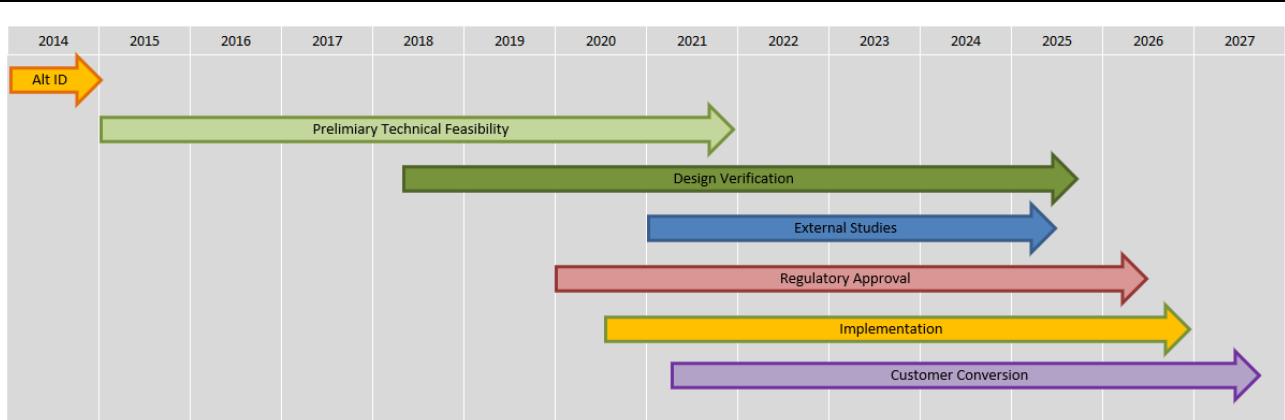 2014 2015 2016 2017 2018 2019 2020 2021 2022 2023 2024 2025 2026 2027
Alt ID
Prelimiary Technical Feasibility
Design Verification
External Studies
Regulatory Approval
Implementation
Customer Conversion